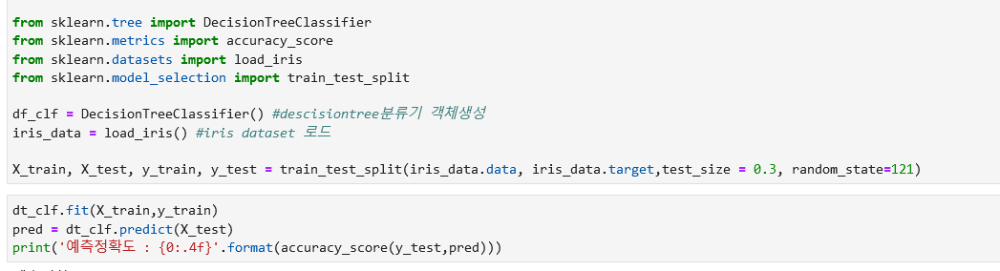 from sklearn.tree import DecisionTreeClassifier
from sklearn.metrics import accuracy_score
from sklearn.datasets import load_iris
from sklearn.model_selection import train_test_split
df_clf = DecisionTreeClassifier() #descisiontree분류기 객체생성
iris_data = load_iris() #iris dataset 로드
X_train, X_test, y_train, y_test = train_test_split(iris_data.data, iris_data.target,test_size = 0.3, random_state=121)
dt_clf.fit(X_train,y_train)
pred = dt_clf.predict(X_test)
print('예측정확도 : {0:.4f}'.format(accuracy_score(y_test,pred)))